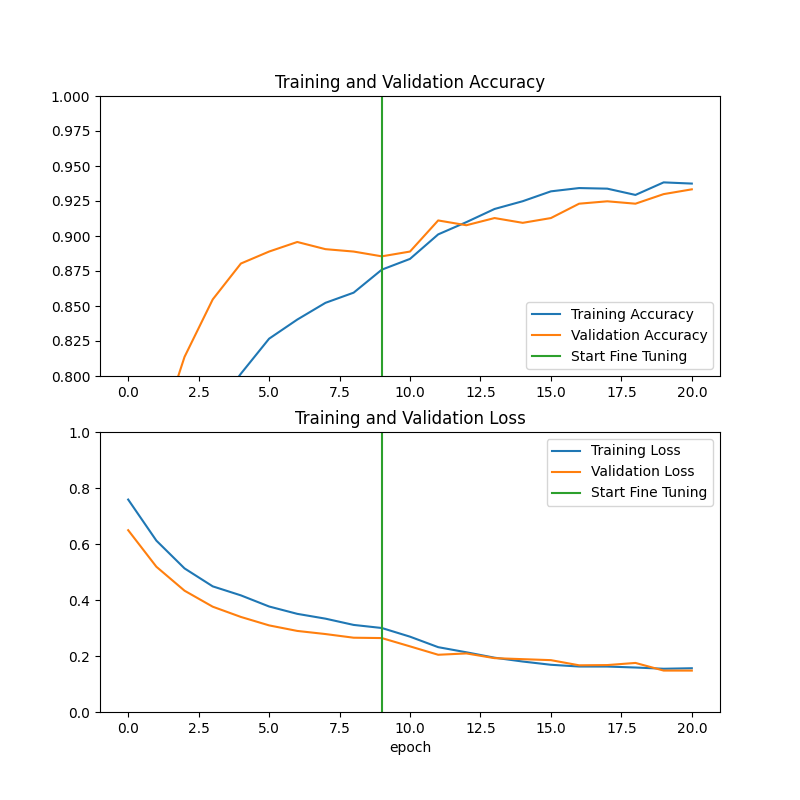 Training and Validation Accuracy
1.000
0.975
0.950
0.925
0.900
0.875
0.850
0.825
0.800
Training Accuracy
Validation Accuracy
Start Fine Tuning
0.0 2.5 5.0 7.5 10.0 12.5 15.0 17.5 20.0
Training and Validation Loss
1.0
0.8
0.6
0.4
0.2
0.0
Training Loss
Validation Loss
Start Fine Tuning
0.0 2.5 5.0 7.5 10.0 12.5 15.0 17.5 20.0
epoch